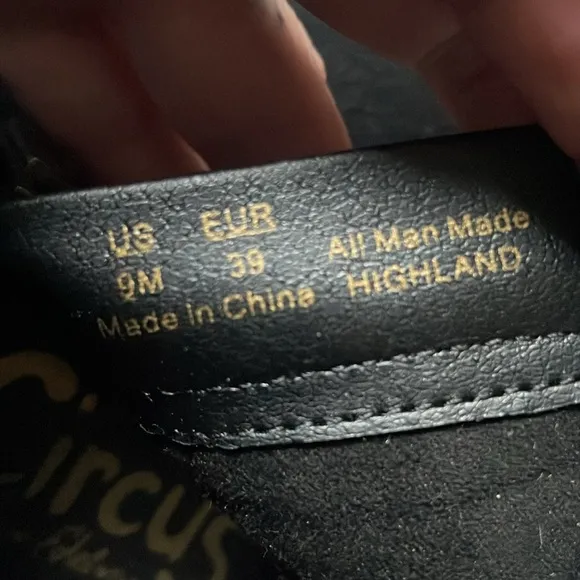 US EUR
9M 39 All Man Made
Made in China HIGHLAND
Circus